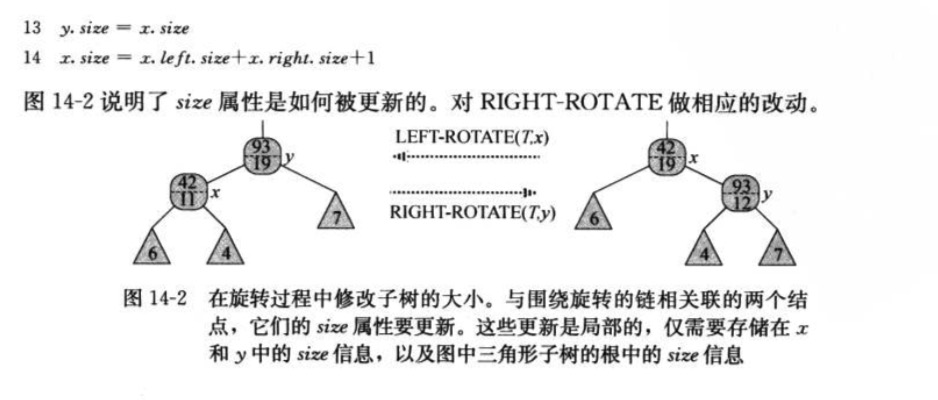 13 y. size = x. size
14 x. size = x. left. size+x. right. size+1
图 14-2 说明了 size 属性是如何被更新的。对 RIGHT-ROTATE 做相应的改动。
LEFT-ROTATE(T,x)
RIGHT-ROTATE(T,y)
93
19
y
42
11
x
7
6
4
42
19
x
93
12
y
6
4
7
图 14-2 在旋转过程中修改子树的大小。与围绕旋转的链相关联的两个结
点，它们的 size 属性要更新。这些更新是局部的，仅需要存储在 x
和 y 中的 size 信息，以及图中三角形子树的根中的 size 信息